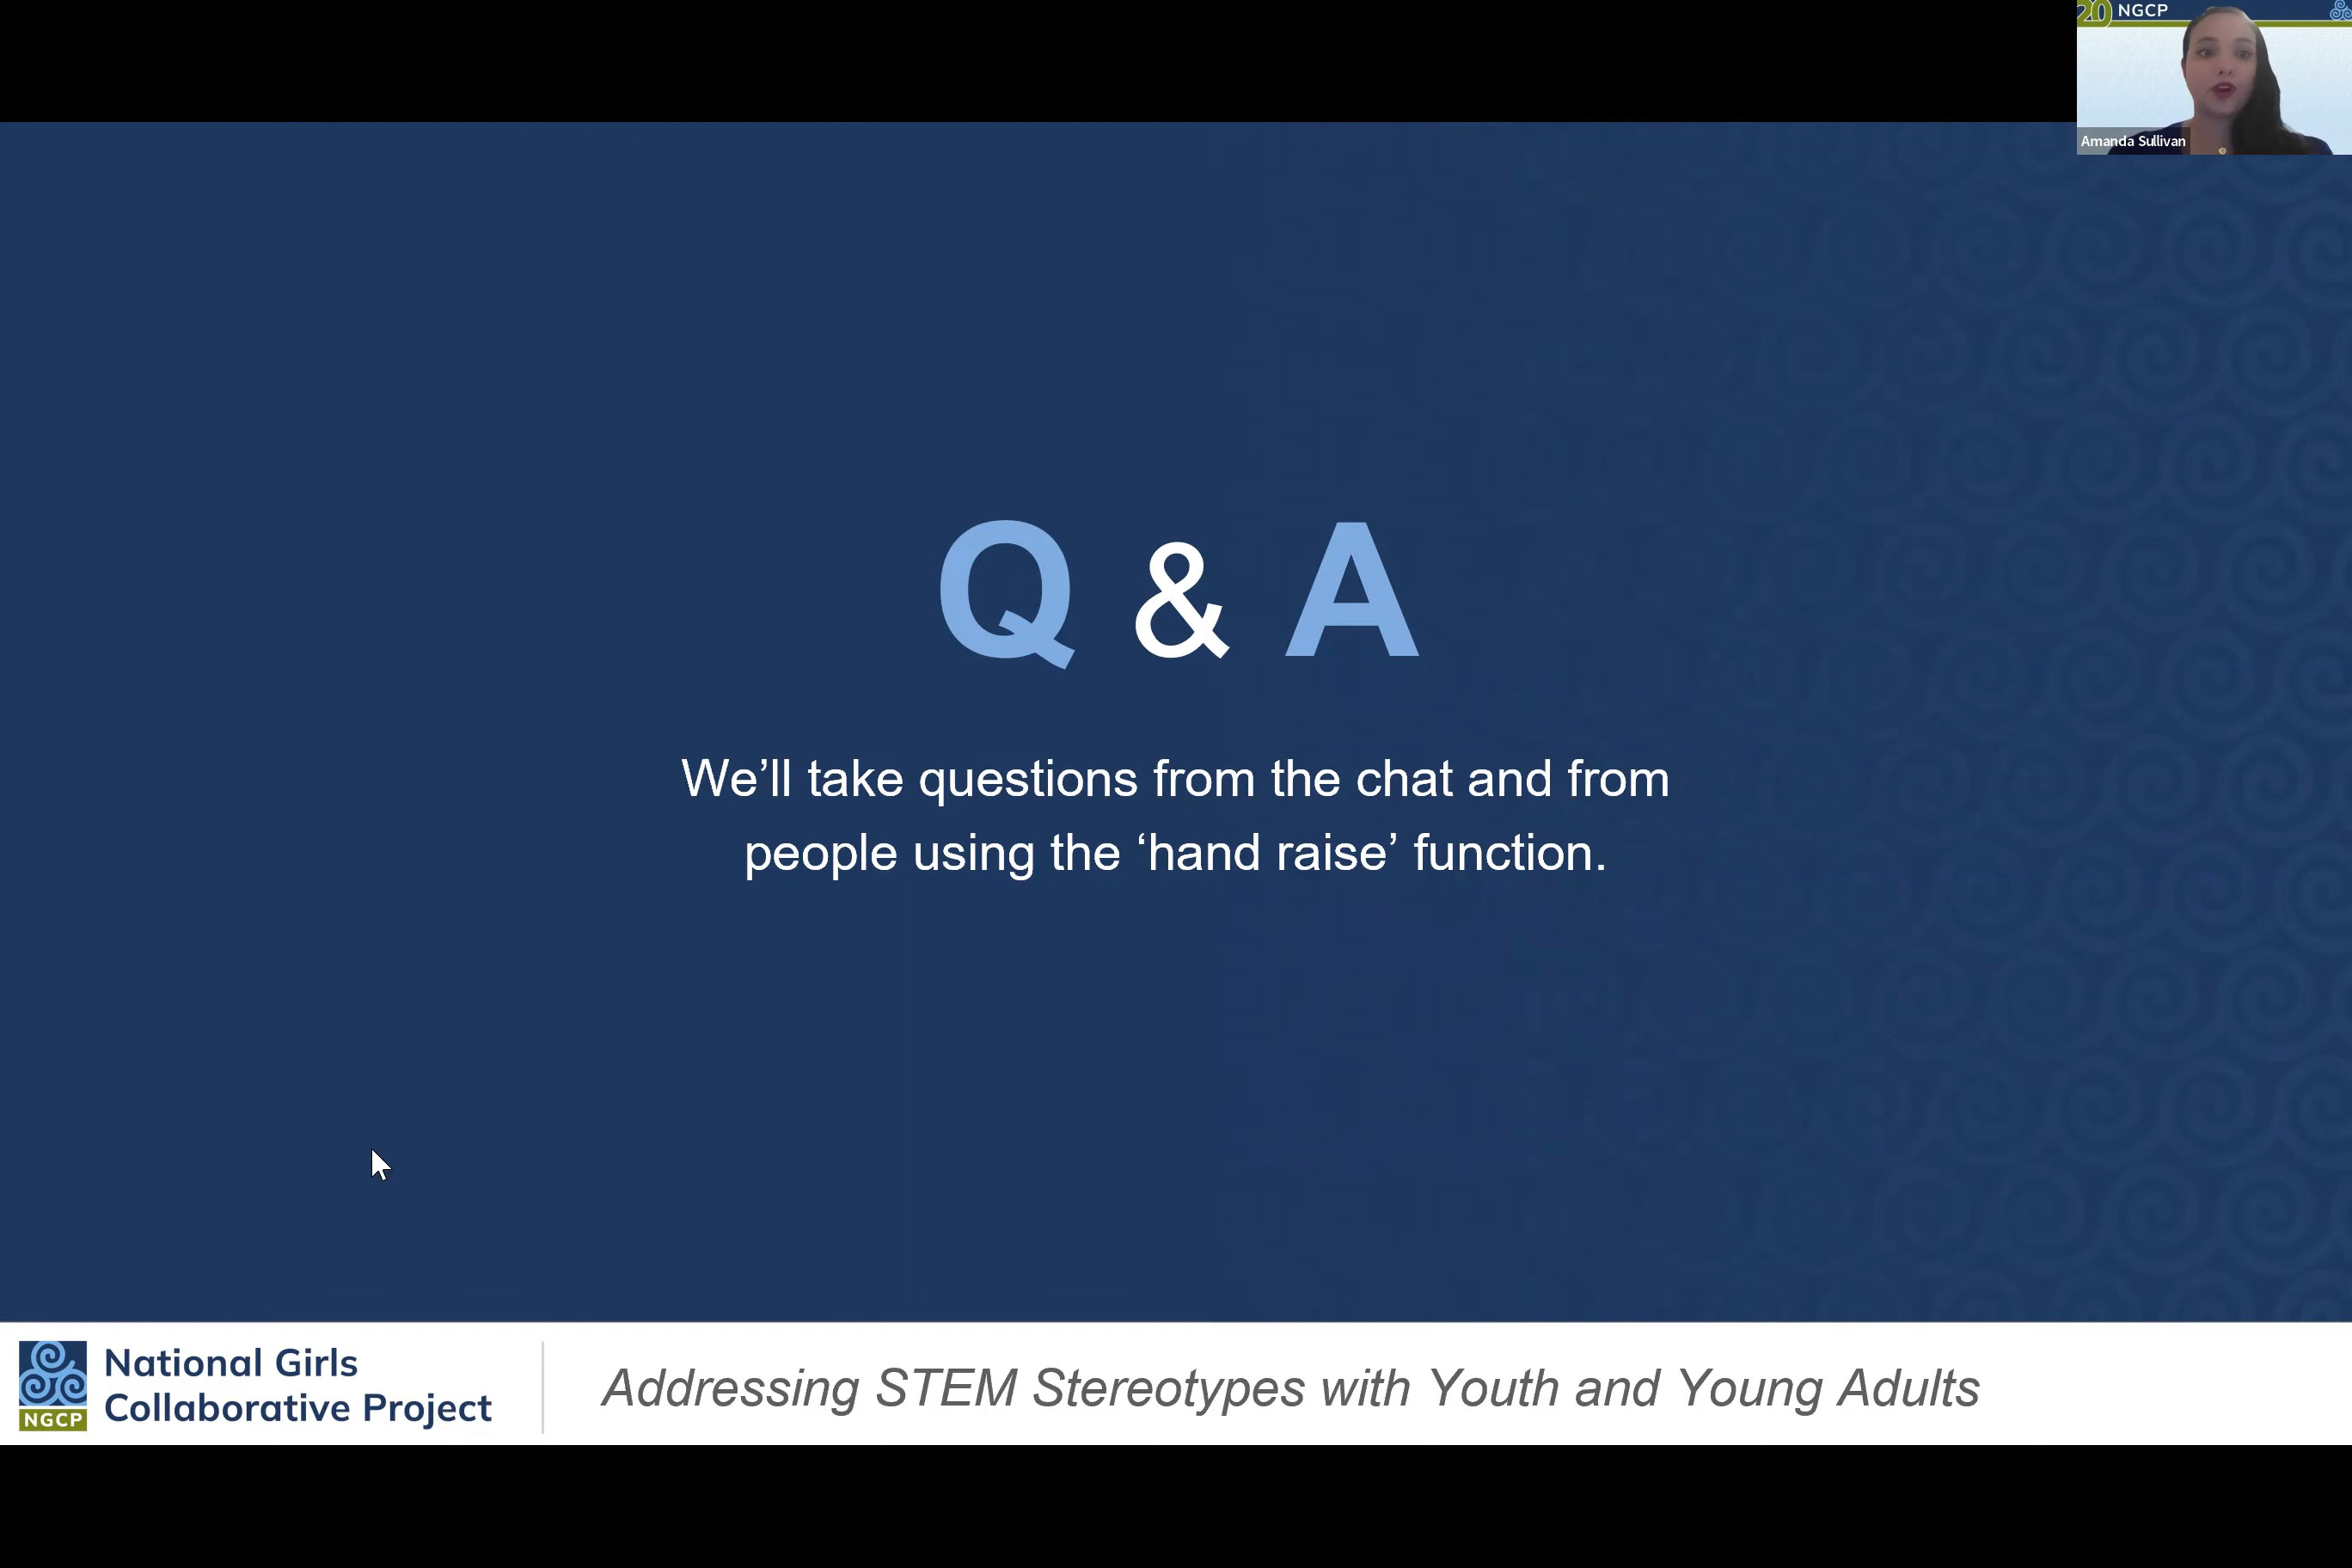 20 NGCP
Amanda Sullivan
Q & A
We’ll take questions from the chat and from
people using the ‘hand raise’ function.
NGCP
National Girls
Collaborative Project
Addressing STEM Stereotypes with Youth and Young Adults